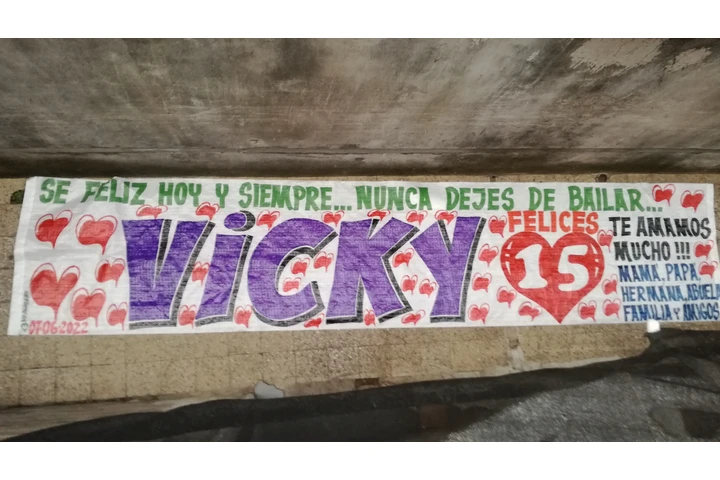 SE FELIZ HOY Y SIEMPRE... NUNCA DEJES DE BAILAR...
ViCKY
FELICES
15
TE AMAMOS
MUCHO !!!
MAMA, PAPA,
HERMANA, ABUELA
FAMILIA Y AMIGOS
07-06-2022